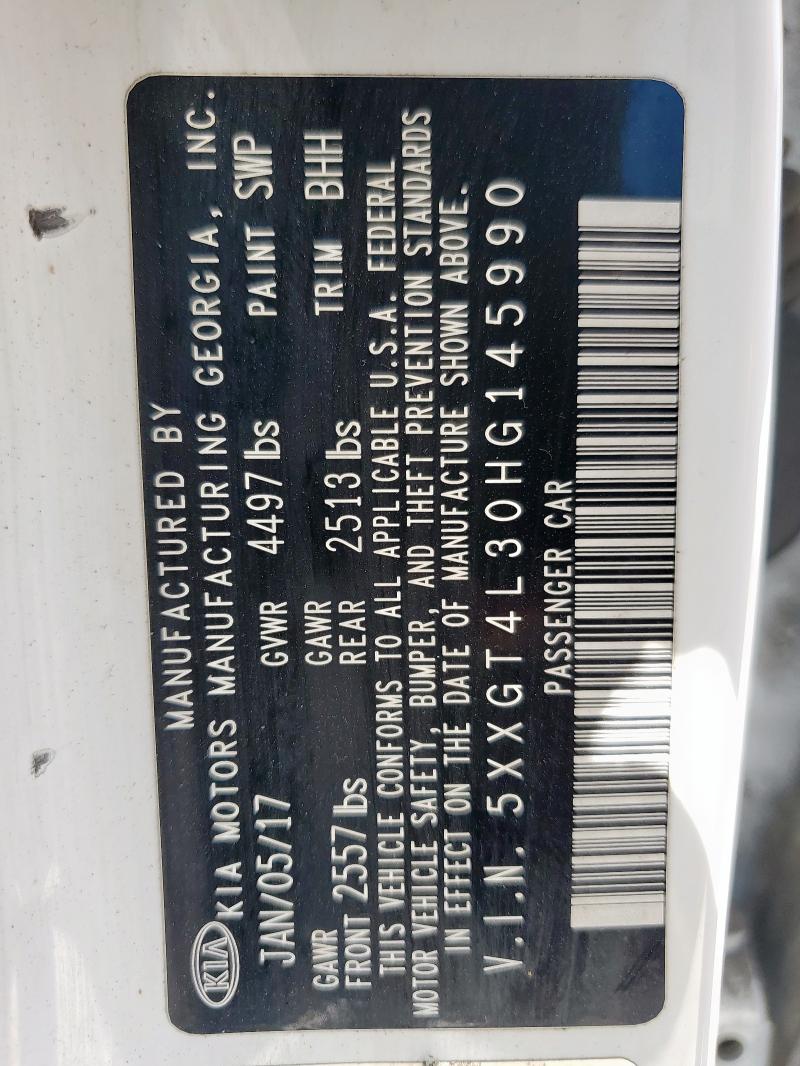 MANUFACTURED BY
KIA KIA MOTORS MANUFACTURING GEORGIA, INC.
JAN/05/17 GVWR 4497 lbs PAINT SWP
GAWR GAWR
FRONT 2557 lbs REAR 2513 lbs TRIM BHH
THIS VEHICLE CONFORMS TO ALL APPLICABLE U.S.A. FEDERAL
MOTOR VEHICLE SAFETY, BUMPER, AND THEFT PREVENTION STANDARDS
IN EFFECT ON THE DATE OF MANUFACTURE SHOWN ABOVE.
V.I.N. 5XXGT4L30HG145990
PASSENGER CAR